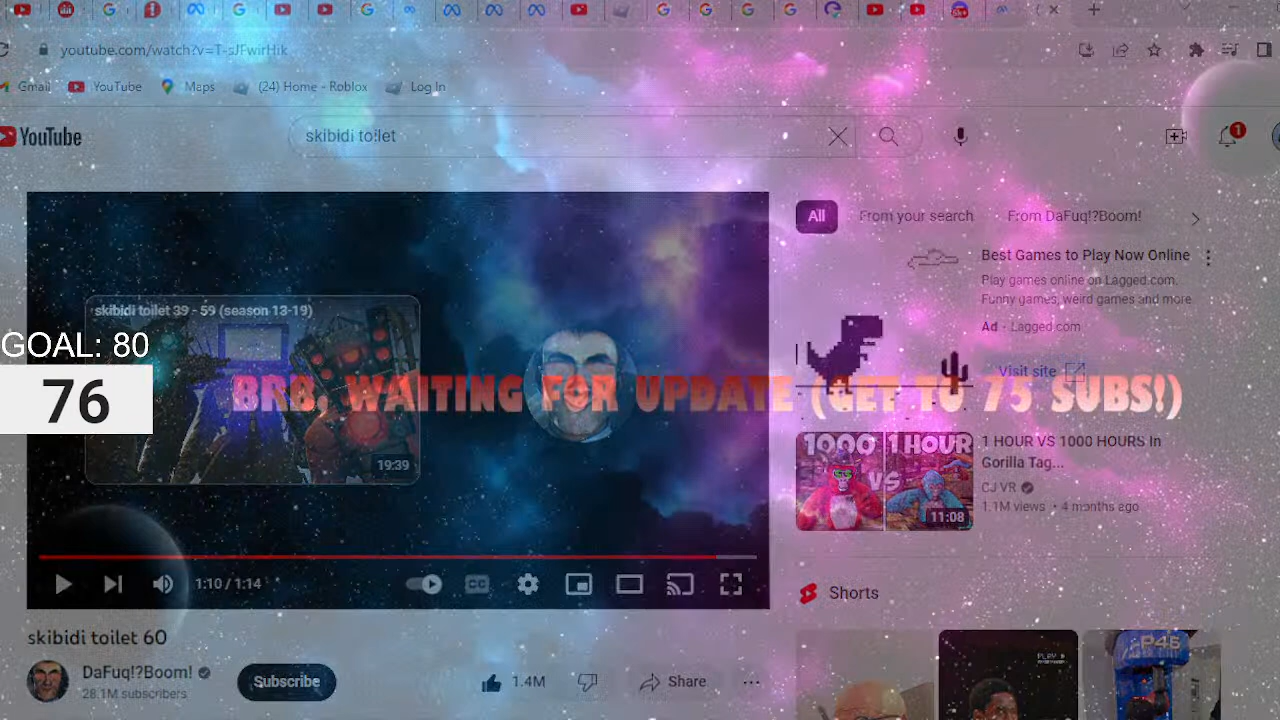 youtube.com/watch?v=T-sJFwirHik
Gmail YouTube Maps (24) Home - Roblox Log In
YouTube skibidi toilet 1
All From your search From DaFuq!?Boom!
Best Games to Play Now Online
Play games online on Lagged.com.
Funny games, weird games and more.
Ad · Lagged.com
Visit site
skibidi toilet 39 - 59 (season 13-19)
19:39
GOAL: 80
76
BRB, WAITING FOR UPDATE (GET TO 75 SUBS!)
1000 VS 1 HOUR
11:08
1 HOUR VS 1000 HOURS In
Gorilla Tag...
CJ VR
1.1M views • 4 months ago
1:10 / 1:14
CC
Shorts
skibidi toilet 60
DaFuq!?Boom!
28.1M subscribers
Subscribe
1.4M
Share
PLAY
P45